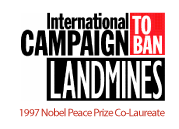 International
CAMPAIGN
TO
BAN
LANDMINES
1997 Nobel Peace Prize Co-Laureate